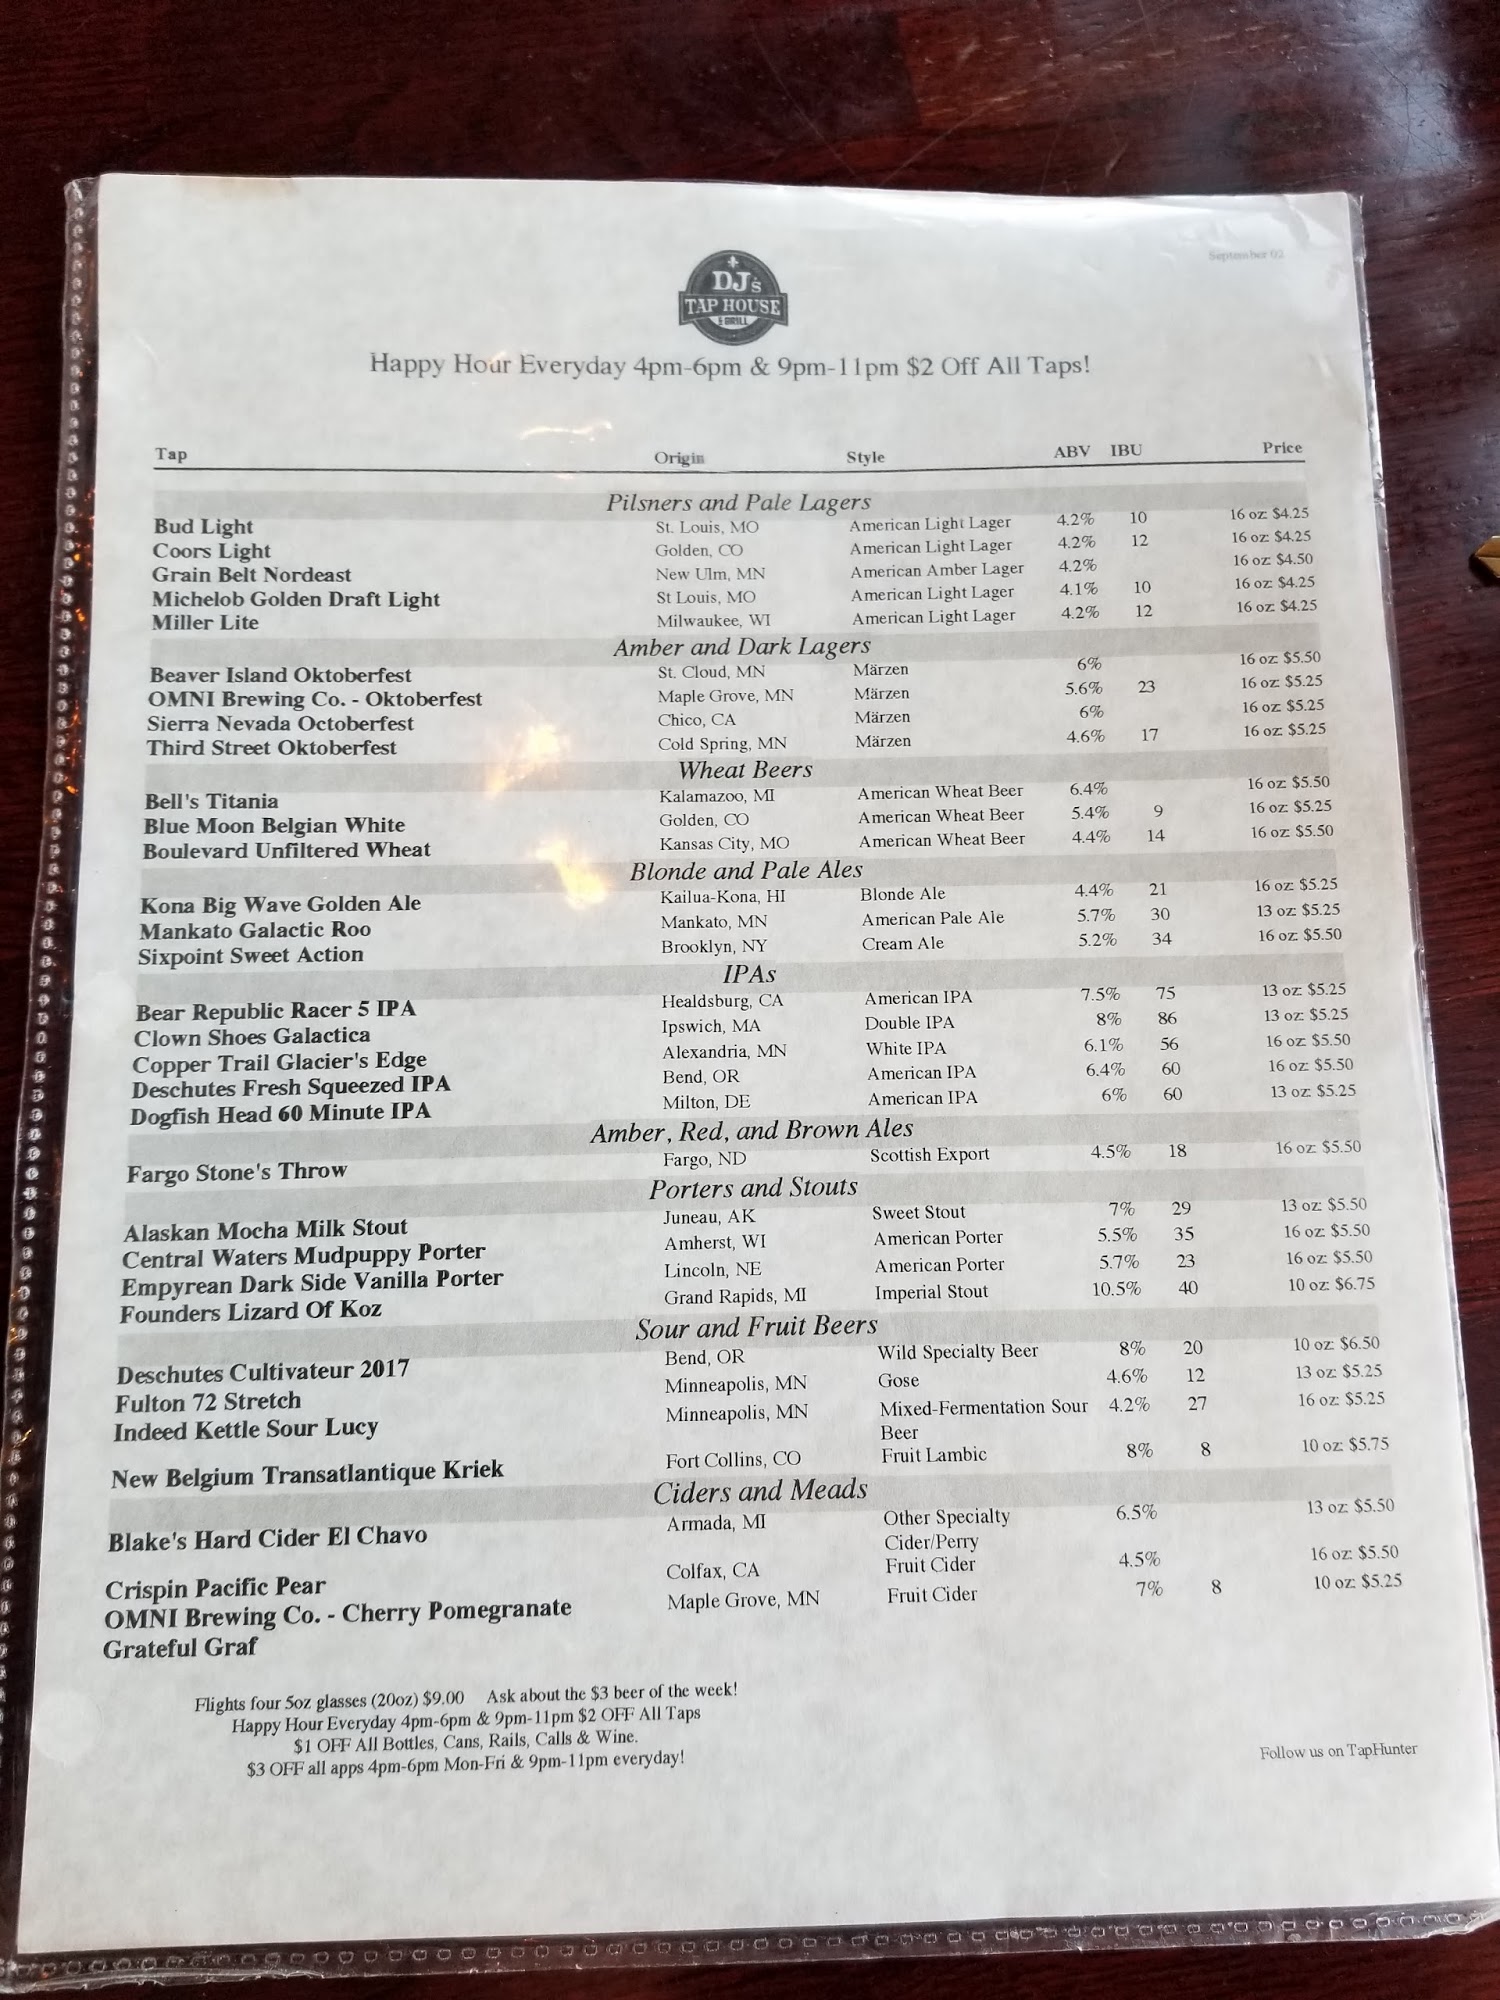 September 02
DJ's
TAP HOUSE
& GRILL
Happy Hour Everyday 4pm-6pm & 9pm-11pm $2 Off All Taps!
Tap Origin Style ABV IBU Price
Pilsners and Pale Lagers
Bud Light St. Louis, MO American Light Lager 4.2% 10 16 oz: $4.25
Coors Light Golden, CO American Light Lager 4.2% 12 16 oz: $4.25
Grain Belt Nordeast New Ulm, MN American Amber Lager 4.2% 16 oz: $4.50
Michelob Golden Draft Light St Louis, MO American Light Lager 4.1% 10 16 oz: $4.25
Miller Lite Milwaukee, WI American Light Lager 4.2% 12 16 oz: $4.25
Amber and Dark Lagers
Beaver Island Oktoberfest St. Cloud, MN Märzen 6% 16 oz: $5.50
OMNI Brewing Co. - Oktoberfest Maple Grove, MN Märzen 5.6% 23 16 oz: $5.25
Sierra Nevada Octoberfest Chico, CA Märzen 6% 16 oz: $5.25
Third Street Oktoberfest Cold Spring, MN Märzen 4.6% 17 16 oz: $5.25
Wheat Beers
Bell's Titania Kalamazoo, MI American Wheat Beer 6.4% 16 oz: $5.50
Blue Moon Belgian White Golden, CO American Wheat Beer 5.4% 9 16 oz: $5.25
Boulevard Unfiltered Wheat Kansas City, MO American Wheat Beer 4.4% 14 16 oz: $5.50
Blonde and Pale Ales
Kona Big Wave Golden Ale Kailua-Kona, HI Blonde Ale 4.4% 21 16 oz: $5.25
Mankato Galactic Roo Mankato, MN American Pale Ale 5.7% 30 13 oz: $5.25
Sixpoint Sweet Action Brooklyn, NY Cream Ale 5.2% 34 16 oz: $5.50
IPAs
Bear Republic Racer 5 IPA Healdsburg, CA American IPA 7.5% 75 13 oz: $5.25
Clown Shoes Galactica Ipswich, MA Double IPA 8% 86 13 oz: $5.25
Copper Trail Glacier's Edge Alexandria, MN White IPA 6.1% 56 16 oz: $5.50
Deschutes Fresh Squeezed IPA Bend, OR American IPA 6.4% 60 16 oz: $5.50
Dogfish Head 60 Minute IPA Milton, DE American IPA 6% 60 13 oz: $5.25
Amber, Red, and Brown Ales
Fargo Stone's Throw Fargo, ND Scottish Export 4.5% 18 16 oz: $5.50
Porters and Stouts
Alaskan Mocha Milk Stout Juneau, AK Sweet Stout 7% 29 13 oz: $5.50
Central Waters Mudpuppy Porter Amherst, WI American Porter 5.5% 35 16 oz: $5.50
Empyrean Dark Side Vanilla Porter Lincoln, NE American Porter 5.7% 23 16 oz: $5.50
Founders Lizard Of Koz Grand Rapids, MI Imperial Stout 10.5% 40 10 oz: $6.75
Sour and Fruit Beers
Deschutes Cultivateur 2017 Bend, OR Wild Specialty Beer 8% 20 10 oz: $6.50
Fulton 72 Stretch Minneapolis, MN Gose 4.6% 12 13 oz: $5.25
Indeed Kettle Sour Lucy Minneapolis, MN Mixed-Fermentation Sour 4.2% 27 16 oz: $5.25
Beer
New Belgium Transatlantique Kriek Fort Collins, CO Fruit Lambic 8% 8 10 oz: $5.75
Ciders and Meads
Blake's Hard Cider El Chavo Armada, MI Other Specialty 6.5% 13 oz: $5.50
Cider/Perry
Crispin Pacific Pear Colfax, CA Fruit Cider 4.5% 16 oz: $5.50
OMNI Brewing Co. - Cherry Pomegranate Maple Grove, MN Fruit Cider 7% 8 10 oz: $5.25
Grateful Graf
Flights four 5oz glasses (20oz) $9.00 Ask about the $3 beer of the week!
Happy Hour Everyday 4pm-6pm & 9pm-11pm $2 OFF All Taps
$1 OFF All Bottles, Cans, Rails, Calls & Wine.
$3 OFF all apps 4pm-6pm Mon-Fri & 9pm-11pm everyday!
Follow us on TapHunter